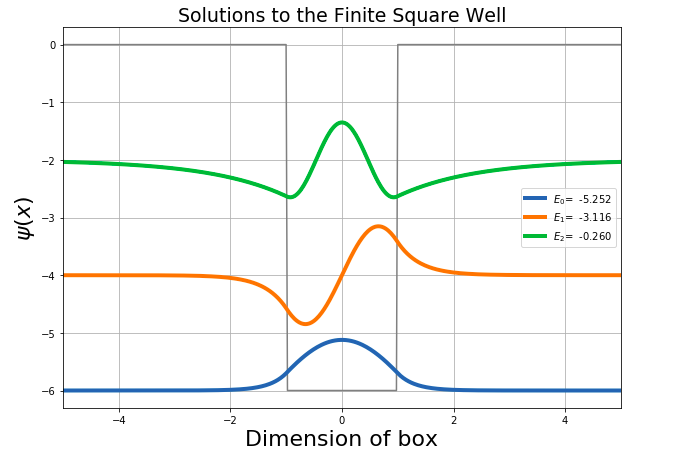 Solutions to the Finite Square Well
ψ(x)
0
−1
−2
−3
−4
−5
−6
E₀= -5.252
E₁= -3.116
E₂= -0.260
−4 −2 0 2 4
Dimension of box